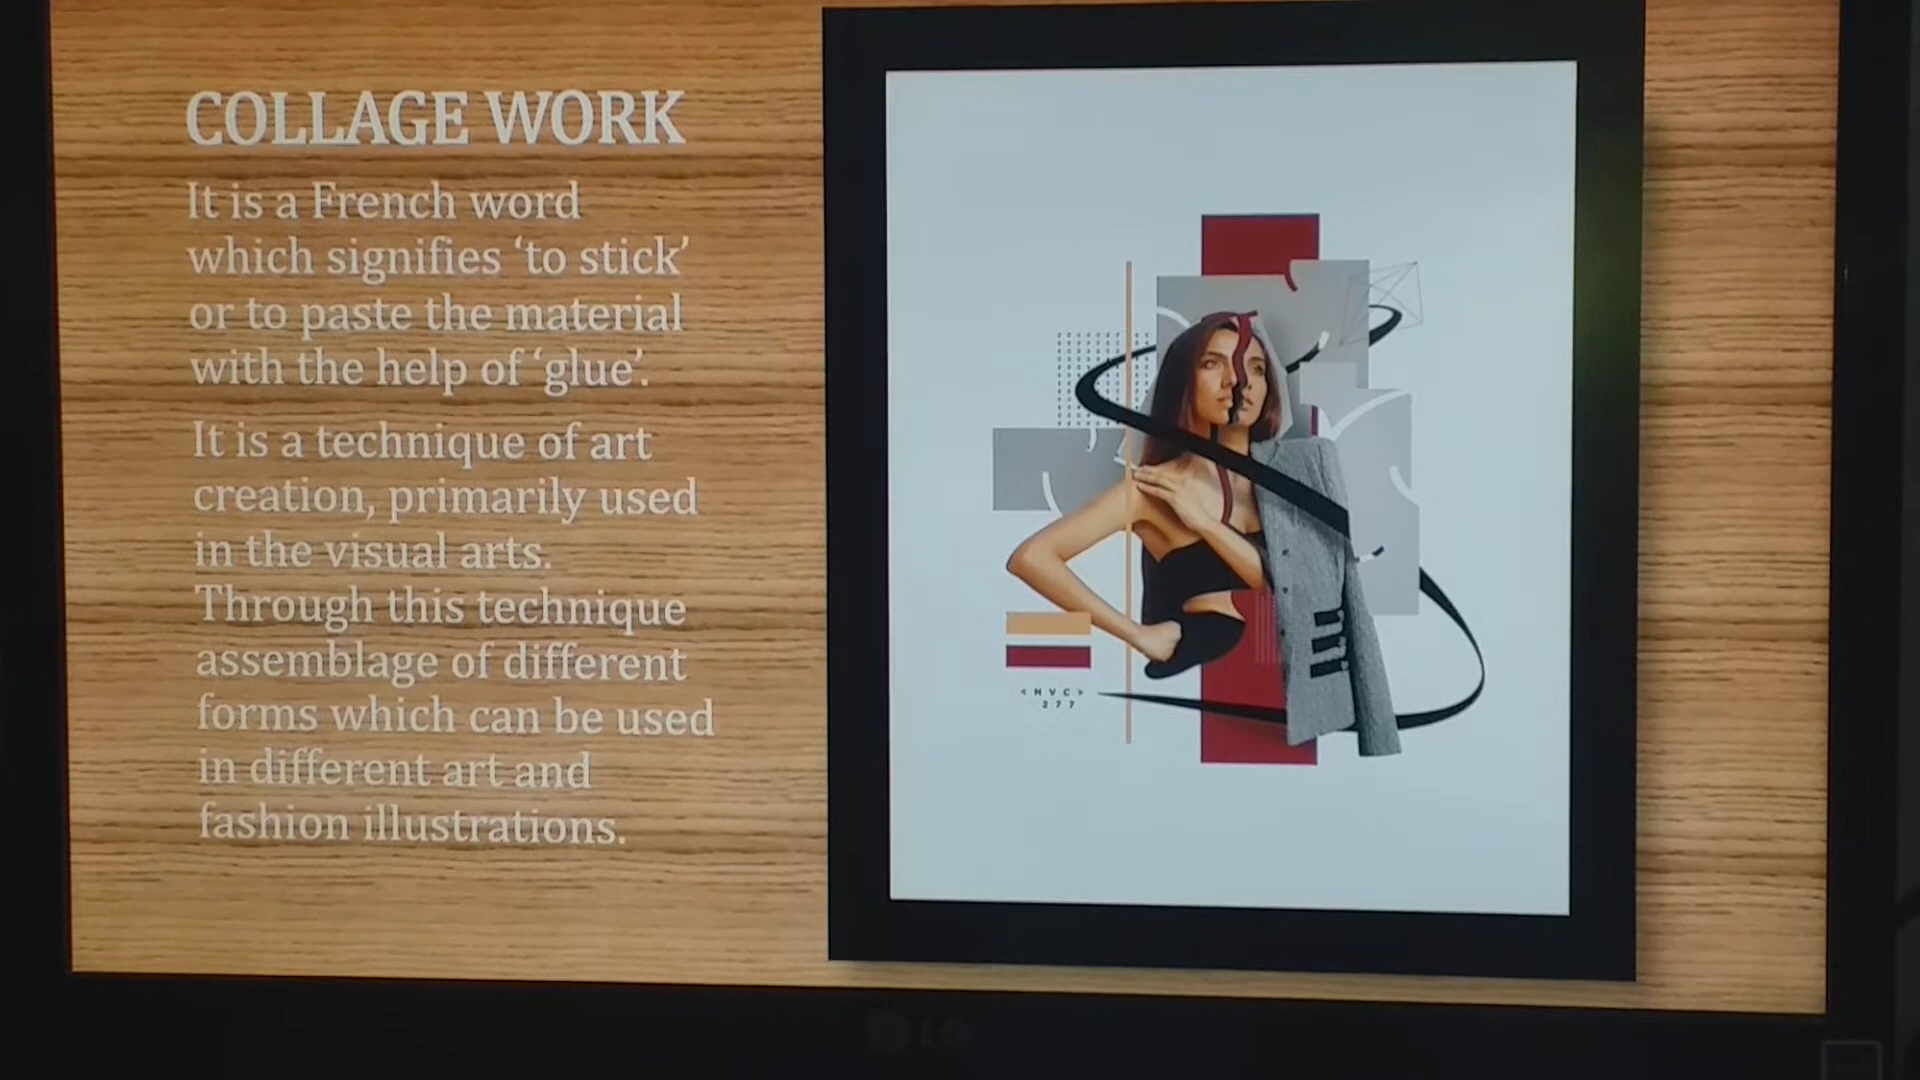 COLLAGE WORK
It is a French word
which signifies ‘to stick’
or to paste the material
with the help of ‘glue’.
It is a technique of art
creation, primarily used
in the visual arts.
Through this technique
assemblage of different
forms which can be used
in different art and
fashion illustrations.
< N V C >
2 7 7
LG